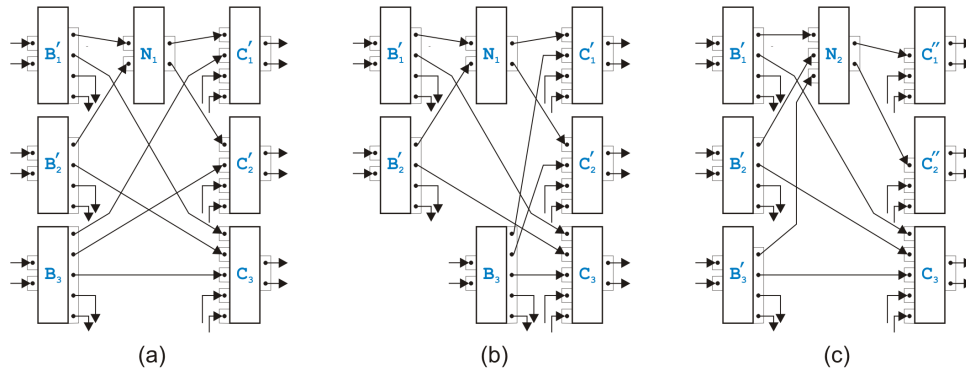 B′₁ N₁ C′₁ B′₁ N₁ C′₁ B′₁ N₂ C″₁
B′₂ C′₂ B′₂ C′₂ B′₂ C″₂
B₃ C₃ B₃ C₃ B′₃ C₃
(a) (b) (c)